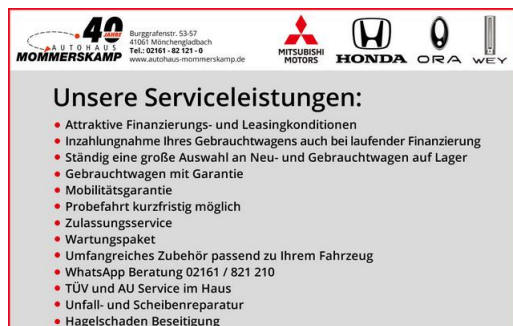 40 JAHRE
AUTOHAUS
MOMMERSKAMP
Burggrafenstr. 53-57
41061 Mönchengladbach
Tel.: 02161 - 82 121 - 0
www.autohaus-mommerskamp.de
MITSUBISHI
MOTORS
HONDA
ORA
WEY
Unsere Serviceleistungen:
• Attraktive Finanzierungs- und Leasingkonditionen
• Inzahlungnahme Ihres Gebrauchtwagens auch bei laufender Finanzierung
• Ständig eine große Auswahl an Neu- und Gebrauchtwagen auf Lager
• Gebrauchtwagen mit Garantie
• Mobilitätsgarantie
• Probefahrt kurzfristig möglich
• Zulassungsservice
• Wartungspaket
• Umfangreiches Zubehör passend zu Ihrem Fahrzeug
• WhatsApp Beratung 02161 / 821 210
• TÜV und AU Service im Haus
• Unfall- und Scheibenreparatur
• Hagelschaden Beseitigung